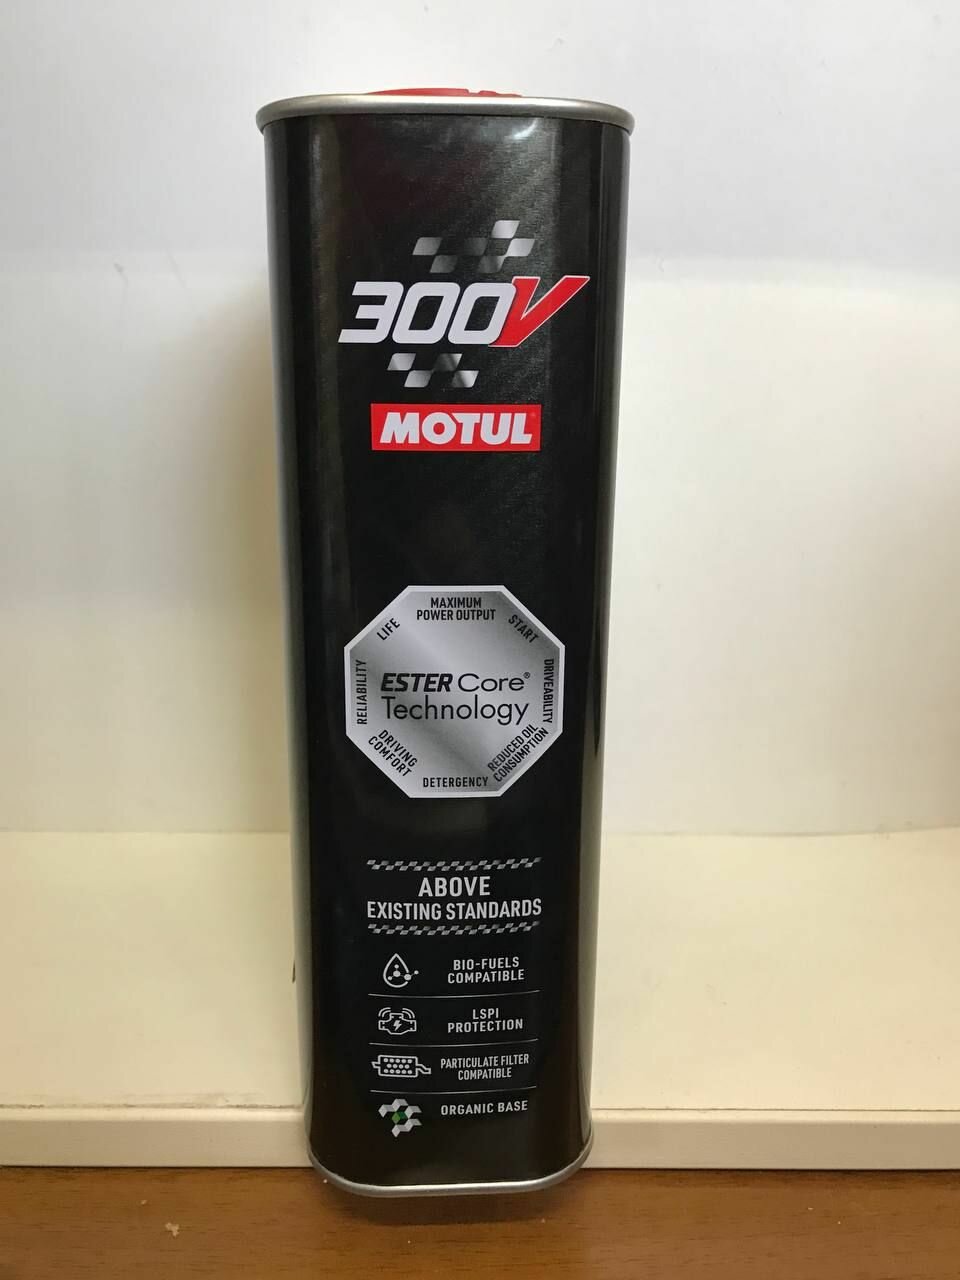 300V
MOTUL
MAXIMUM
POWER OUTPUT
START
DRIVEABILITY
REDUCED OIL
CONSUMPTION
DETERGENCY
DRIVING
COMFORT
RELIABILITY
LIFE
ESTER Core®
Technology
ABOVE
EXISTING STANDARDS
BIO-FUELS
COMPATIBLE
LSPI
PROTECTION
PARTICULATE FILTER
COMPATIBLE
ORGANIC BASE